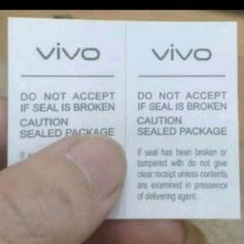 vivo
DO NOT ACCEPT
IF SEAL IS BROKEN
CAUTION
SEALED PACKAGE
If
vivo
DO NOT ACCEPT
IF SEAL IS BROKEN
CAUTION
SEALED PACKAGE
If seal has been broken or
tampered with do not give
clear receipt unless contents
are examined in presence
of delivering agent.